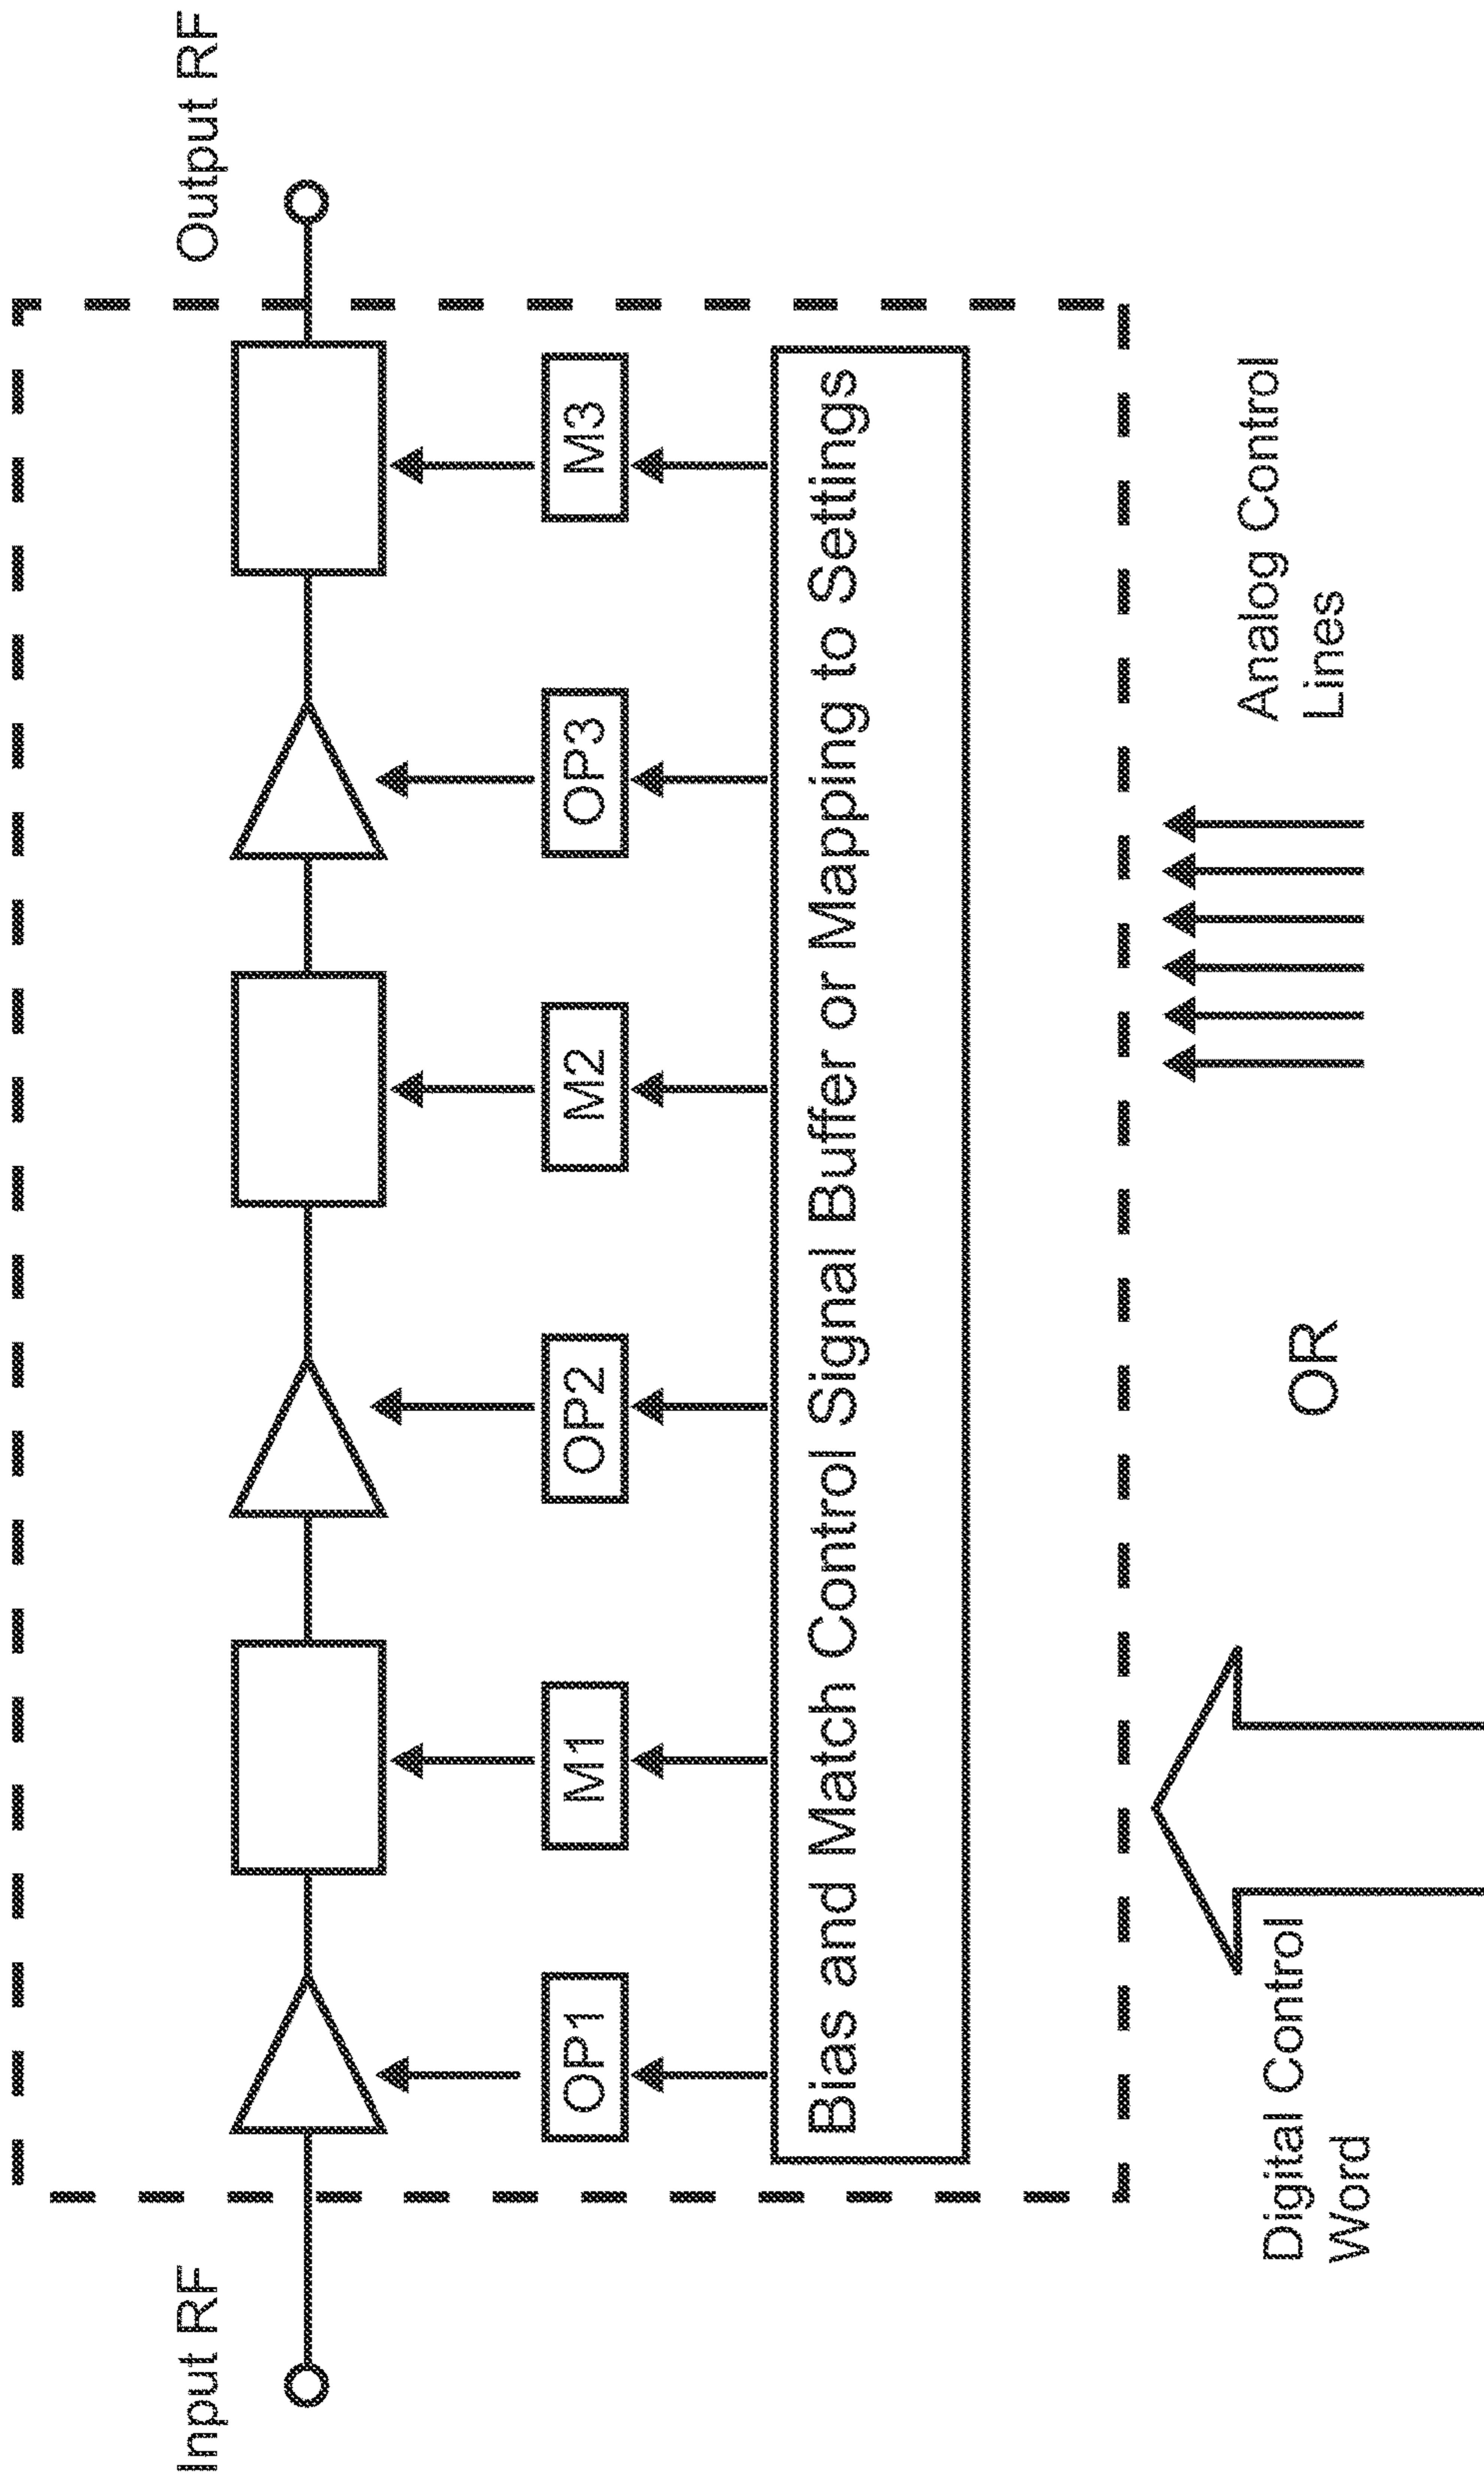 Input RF
Output RF
OP1
M1
OP2
M2
OP3
M3
Bias and Match Control Signal Buffer or Mapping to Settings
Digital Control
Word
OR
Analog Control
Lines